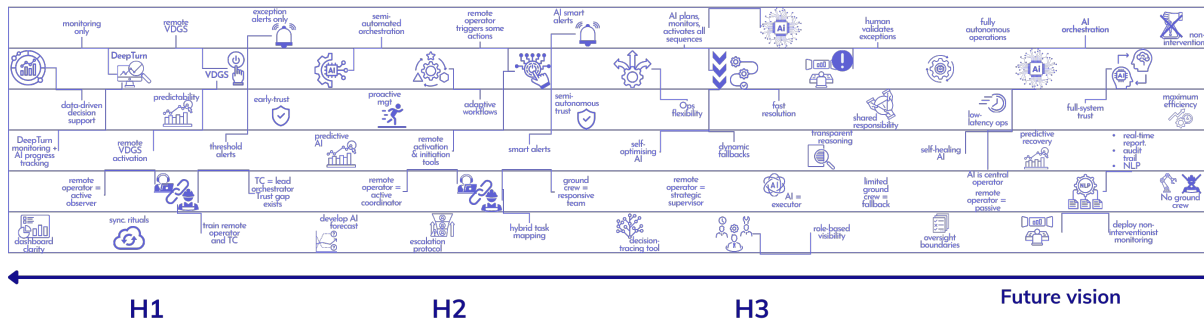 monitoring
only
remote
VDGS
exception
alerts only
semi-
automated
orchestration
remote
operator
triggers some
actions
AI smart
alerts
AI plans,
monitors,
activates all
sequences
AI
human
validates
exceptions
fully
autonomous
operations
AI
orchestration
non-
intervention
DeepTurn
VDGS
AI
AI
AI
data-driven
decision
support
predictability
early-trust
proactive
mgt
adaptive
workflows
semi-
autonomous
trust
Ops
flexibility
fast
resolution
shared
responsibility
low-
latency ops
full-system
trust
maximum
efficiency
DeepTurn
monitoring +
AI progress
tracking
remote
VDGS
activation
threshold
alerts
predictive
AI
remote
activation
& initiation
tools
smart alerts
self-
optimising
AI
dynamic
fallbacks
transparent
reasoning
self-healing
AI
predictive
recovery
• real-time
report.
• audit
trail
• NLP
remote
operator =
active
observer
TC = lead
orchestrator
Trust gap
exists
remote
operator =
active
coordinator
ground
crew =
responsive
team
remote
operator =
strategic
supervisor
AI
AI =
executor
limited
ground
crew =
fallback
AI is central
operator
remote
operator =
passive
NLP
No ground
crew
dashboard
clarity
sync. rituals
train remote
operator
and TC
develop AI
forecast
escalation
protocol
hybrid task
mapping
decision-
tracing tool
role-based
visibility
oversight
boundaries
deploy non-
interventionist
monitoring
H1
H2
H3
Future vision